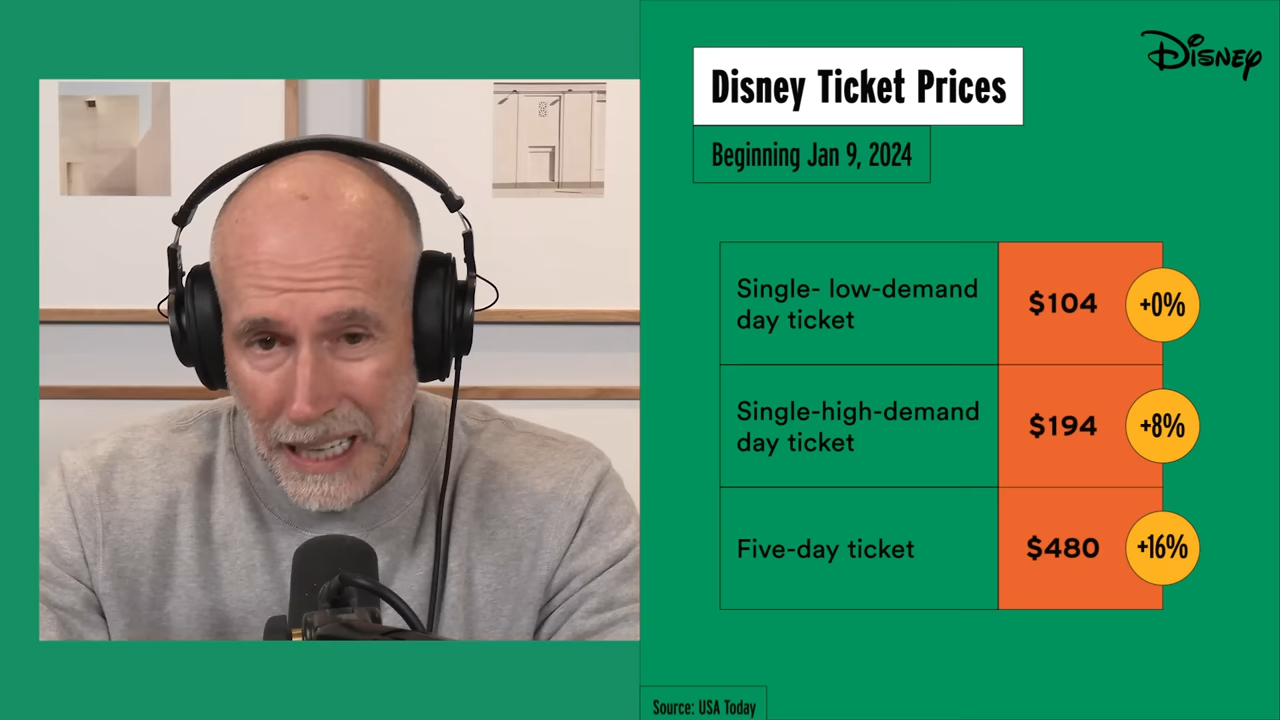 Disney
Disney Ticket Prices
Beginning Jan 9, 2024
Single- low-demand
day ticket
$104
+0%
Single-high-demand
day ticket
$194
+8%
Five-day ticket
$480
+16%
Source: USA Today